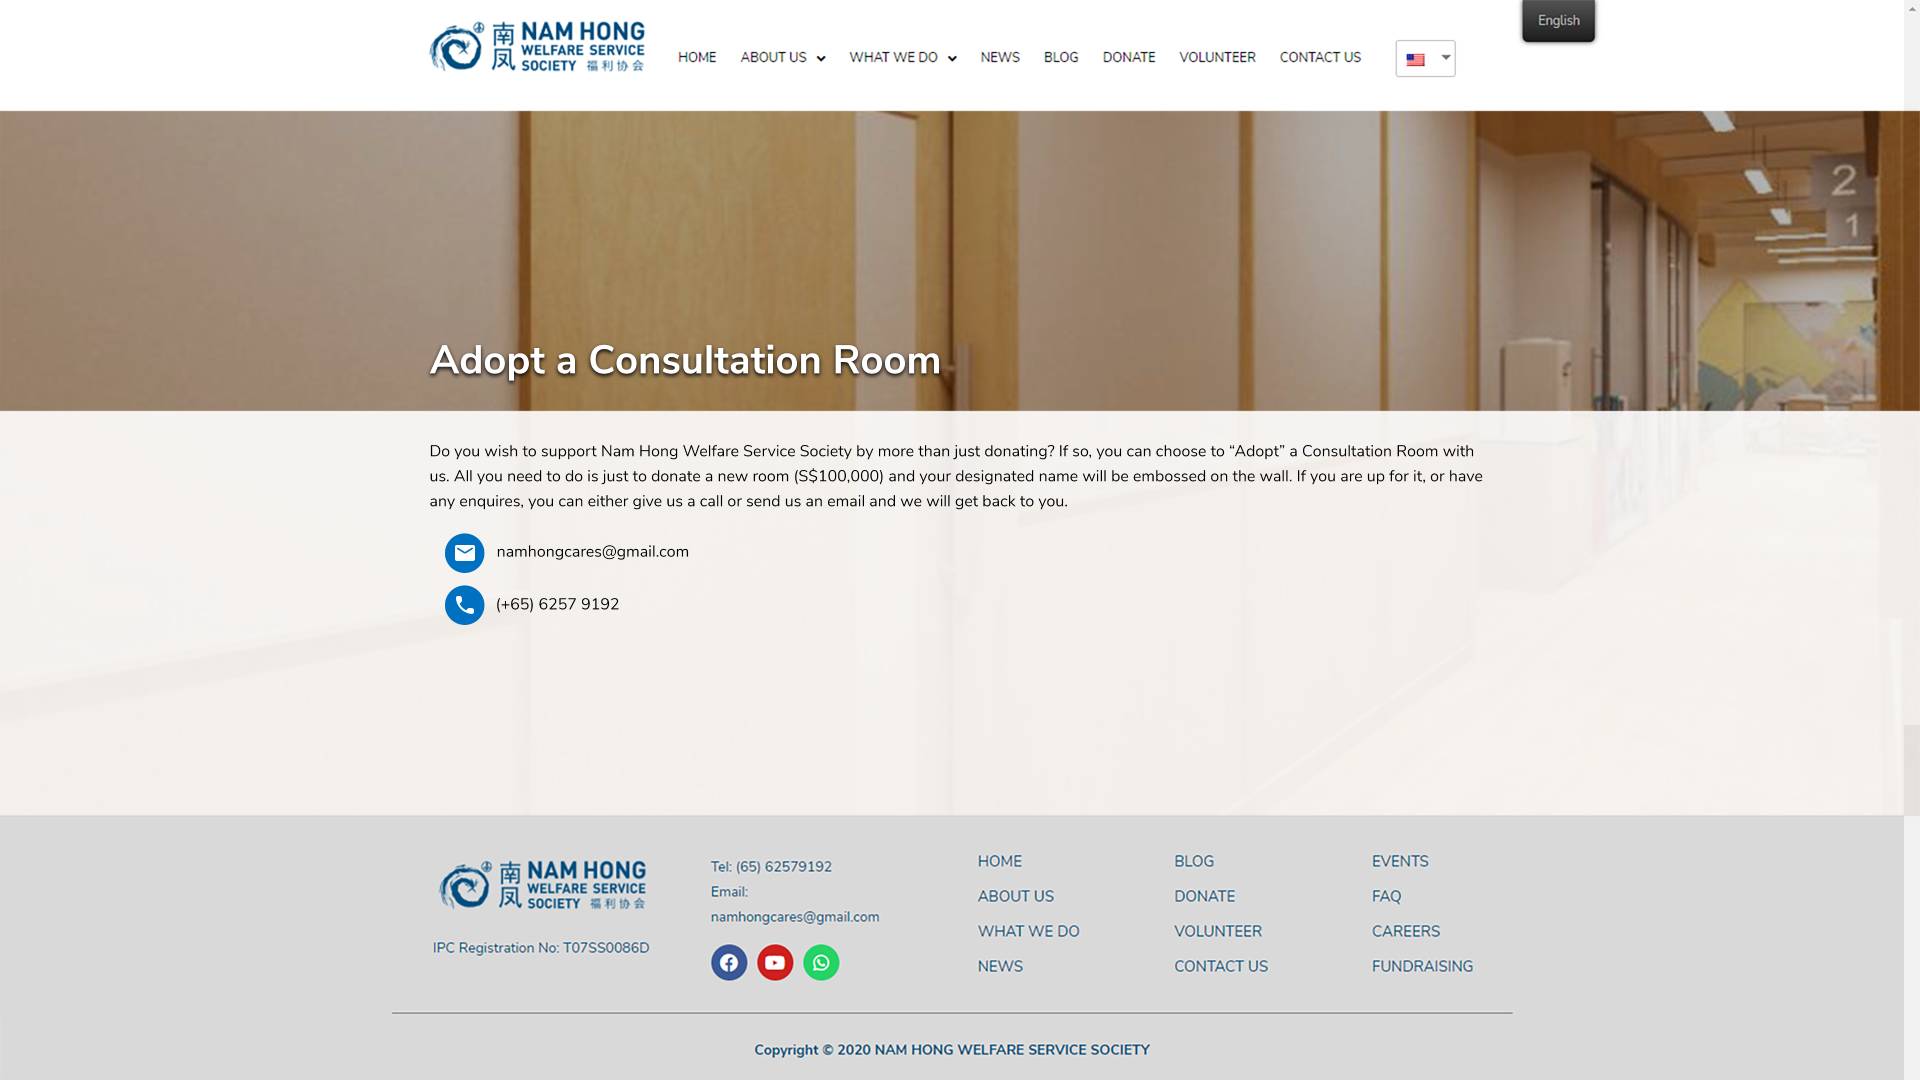 南凤 NAM HONG
WELFARE SERVICE
SOCIETY 福利协会
HOME ABOUT US WHAT WE DO NEWS BLOG DONATE VOLUNTEER CONTACT US
English
2
1
Adopt a Consultation Room
Do you wish to support Nam Hong Welfare Service Society by more than just donating? If so, you can choose to “Adopt” a Consultation Room with
us. All you need to do is just to donate a new room (S$100,000) and your designated name will be embossed on the wall. If you are up for it, or have
any enquires, you can either give us a call or send us an email and we will get back to you.
namhongcares@gmail.com
(+65) 6257 9192
南凤 NAM HONG
WELFARE SERVICE
SOCIETY 福利协会
IPC Registration No: T07SS0086D
Tel: (65) 62579192
Email:
namhongcares@gmail.com
HOME
ABOUT US
WHAT WE DO
NEWS
BLOG
DONATE
VOLUNTEER
CONTACT US
EVENTS
FAQ
CAREERS
FUNDRAISING
Copyright © 2020 NAM HONG WELFARE SERVICE SOCIETY